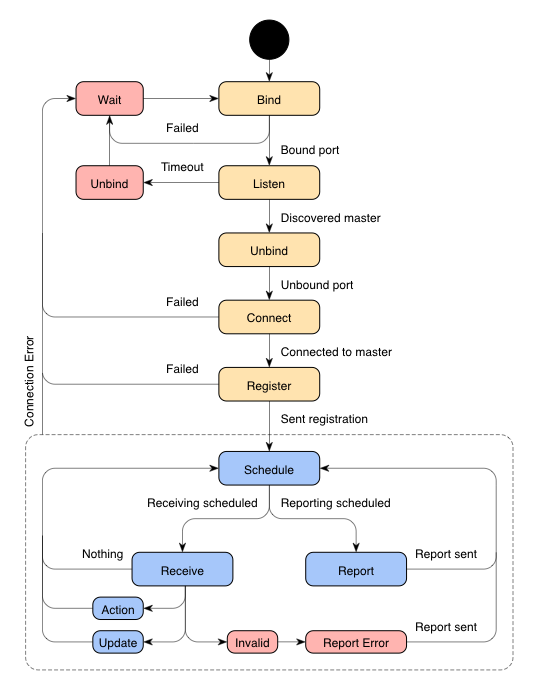 Wait
Bind
Failed
Bound port
Timeout
Unbind
Listen
Discovered master
Unbind
Unbound port
Failed
Connect
Connected to master
Failed
Register
Connection Error
Sent registration
Schedule
Receiving scheduled
Reporting scheduled
Nothing
Receive
Report
Report sent
Action
Update
Invalid
Report Error
Report sent